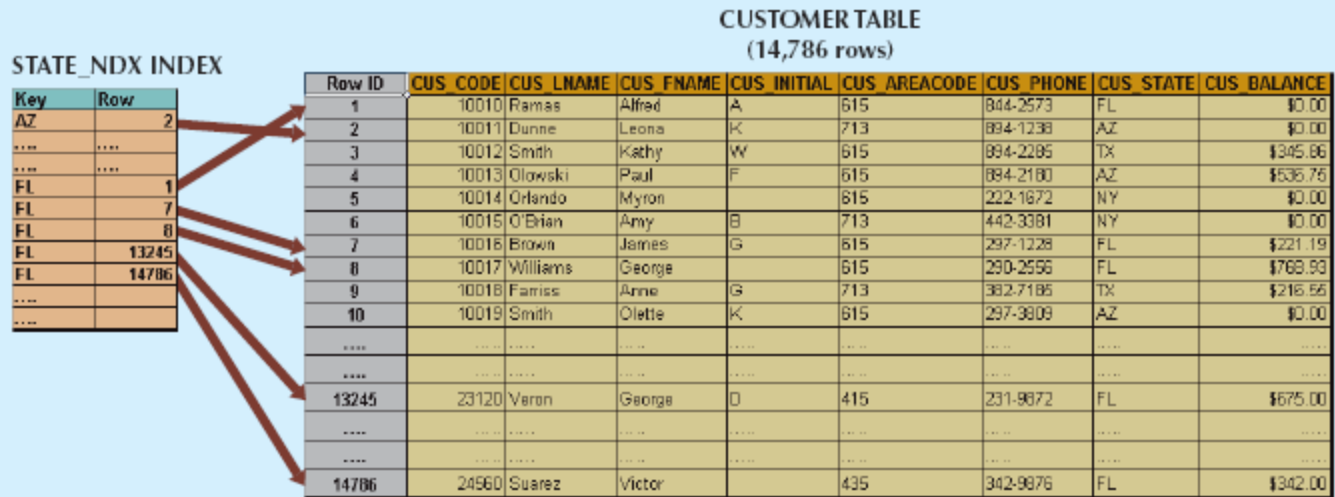 CUSTOMER TABLE
(14,786 rows)
STATE_NDX INDEX
Key Row
AZ 2
.... ....
.... ....
FL 1
FL 7
FL 8
FL 13245
FL 14786
....
....
Row ID CUS_CODE CUS_LNAME CUS_FNAME CUS_INITIAL CUS_AREACODE CUS_PHONE CUS_STATE CUS_BALANCE
1 10010 Ramas Alfred A 615 844-2573 FL $0.00
2 10011 Dunne Leona K 713 894-1238 AZ $0.00
3 10012 Smith Kathy W 615 894-2285 TX $345.86
4 10013 Olowski Paul F 615 894-2180 AZ $536.75
5 10014 Orlando Myron 615 222-1672 NY $0.00
6 10015 O'Brian Amy B 713 442-3381 NY $0.00
7 10016 Brown James G 615 297-1228 FL $221.19
8 10017 Williams George 615 290-2556 FL $768.93
9 10018 Farriss Anne G 713 382-7185 TX $216.55
10 10019 Smith Olette K 615 297-3809 AZ $0.00
....
....
13245 23120 Veron George D 415 231-9872 FL $675.00
....
....
14786 24560 Suarez Victor 435 342-9876 FL $342.00